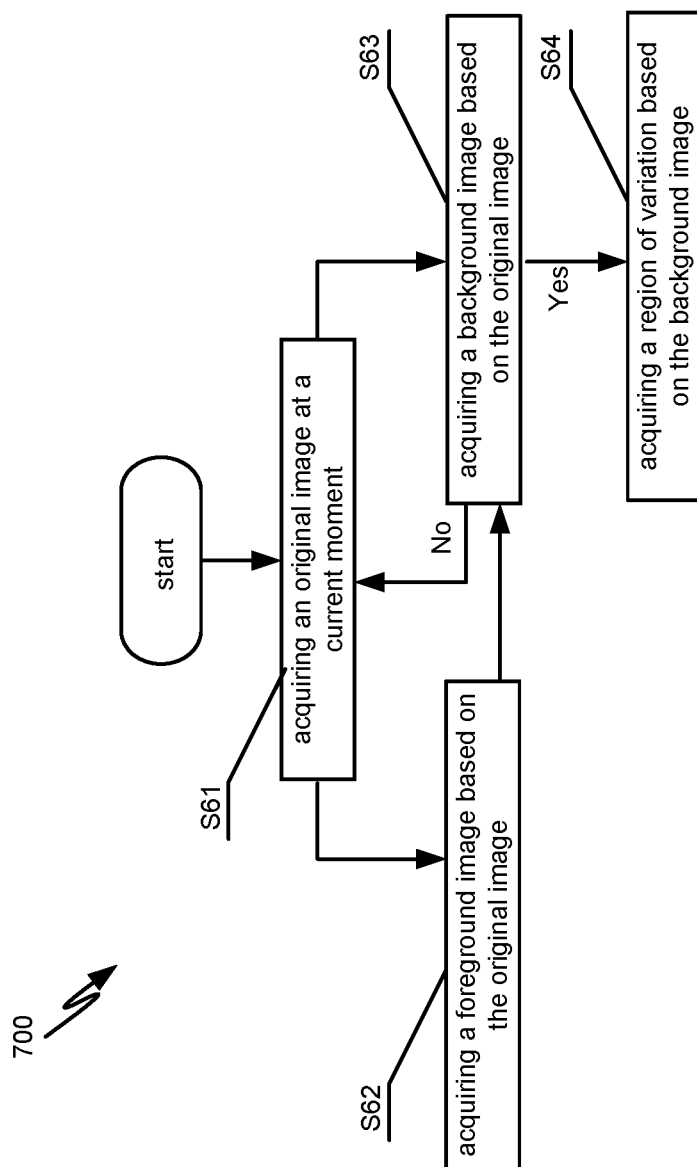 700
start
S61
acquiring an original image at a
current moment
S62
acquiring a foreground image based on
the original image
No
S63
acquiring a background image based
on the original image
Yes
S64
acquiring a region of variation based
on the background image